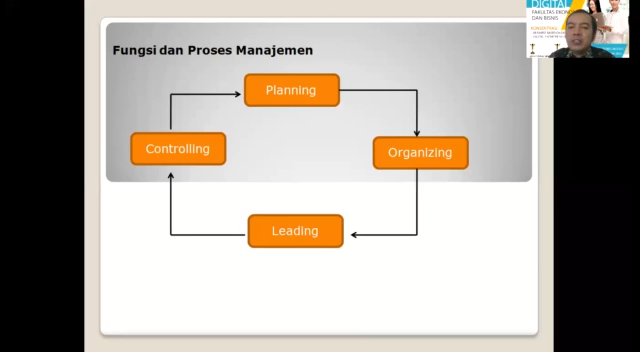 DIGITAL
FAKULTAS EKONOMI
DAN BISNIS
Fungsi dan Proses Manajemen
Planning
Controlling
Organizing
Leading